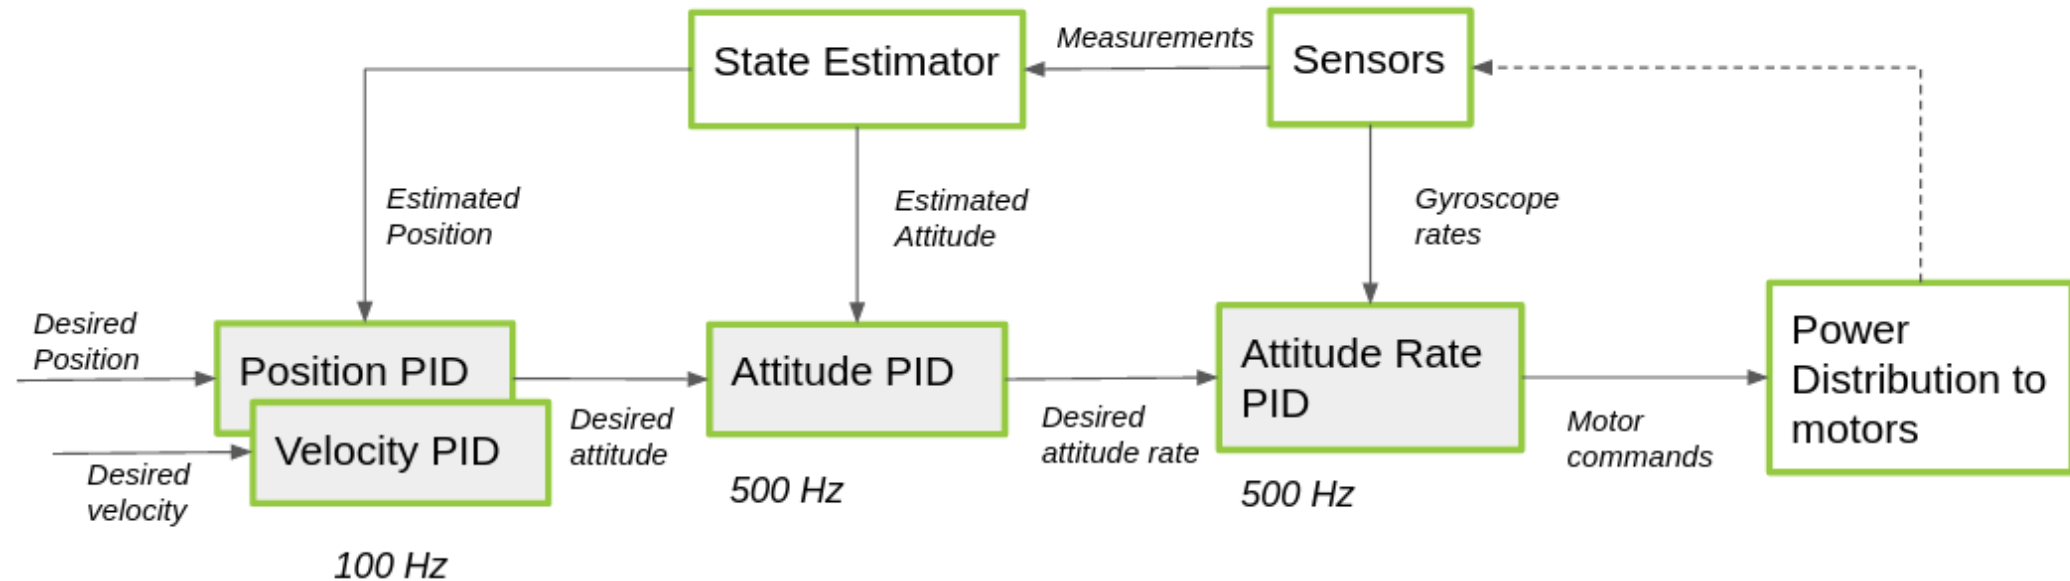 State Estimator
Measurements
Sensors
Estimated
Position
Estimated
Attitude
Gyroscope
rates
Desired
Position
Position PID
Velocity PID
Desired
velocity
100 Hz
Desired
attitude
Attitude PID
500 Hz
Desired
attitude rate
Attitude Rate
PID
500 Hz
Motor
commands
Power
Distribution to
motors